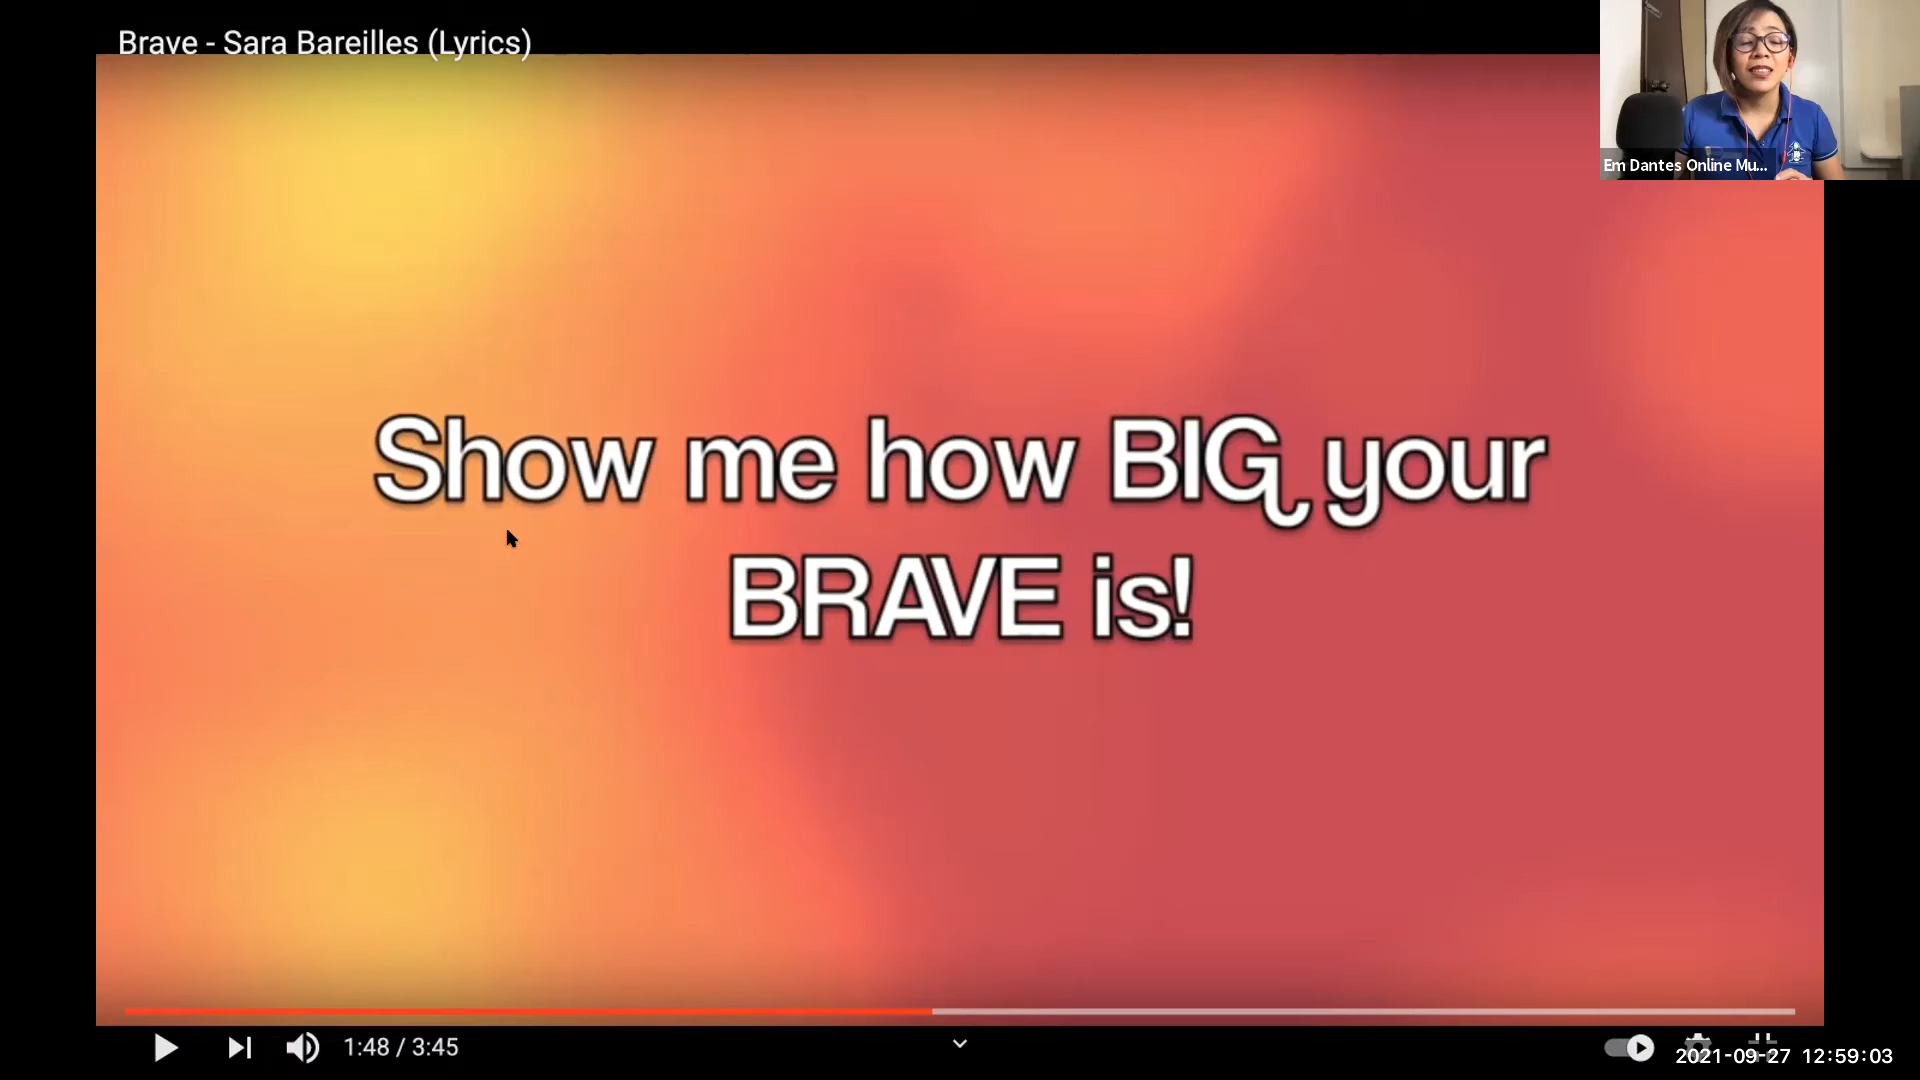 Brave - Sara Bareilles (Lyrics)
Em Dantes Online Mu...
Show me how BIG your
BRAVE is!
1:48 / 3:45
2021-09-27 12:59:03